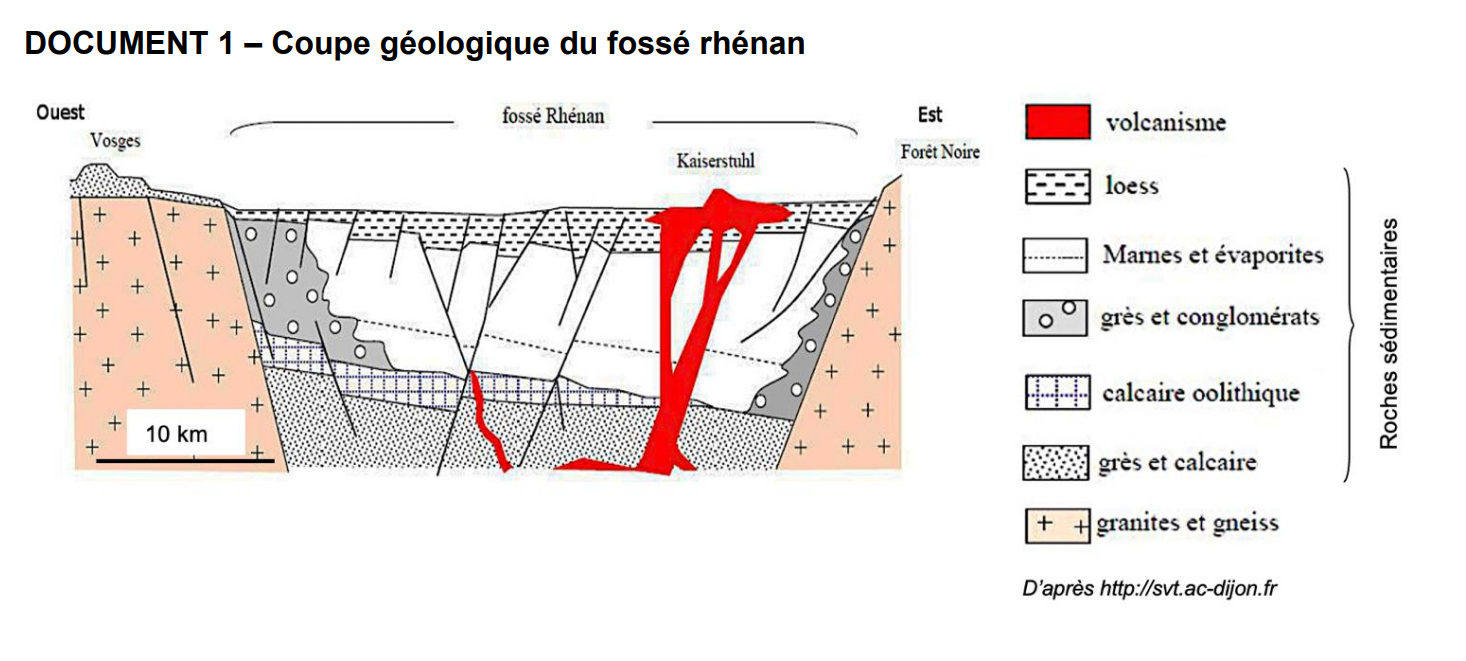 DOCUMENT 1 – Coupe géologique du fossé rhénan
Ouest
Vosges
fossé Rhénan
Kaiserstuhl
Est
Forêt Noire
10 km
volcanisme
loess
Marnes et évaporites
grès et conglomérats
calcaire oolithique
grès et calcaire
granites et gneiss
Roches sédimentaires
D'après http://svt.ac-dijon.fr